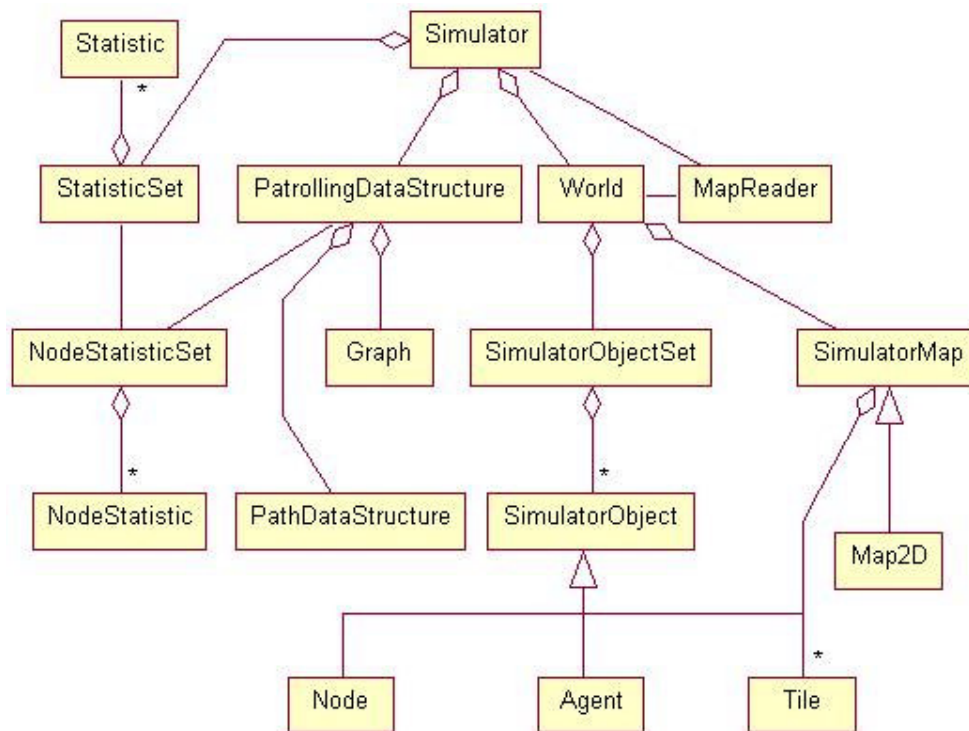 Simulator
Statistic
*
StatisticSet
PatrollingDataStructure
World
MapReader
NodeStatisticSet
Graph
SimulatorObjectSet
SimulatorMap
*
*
NodeStatistic
PathDataStructure
SimulatorObject
Map2D
*
Node
Agent
Tile